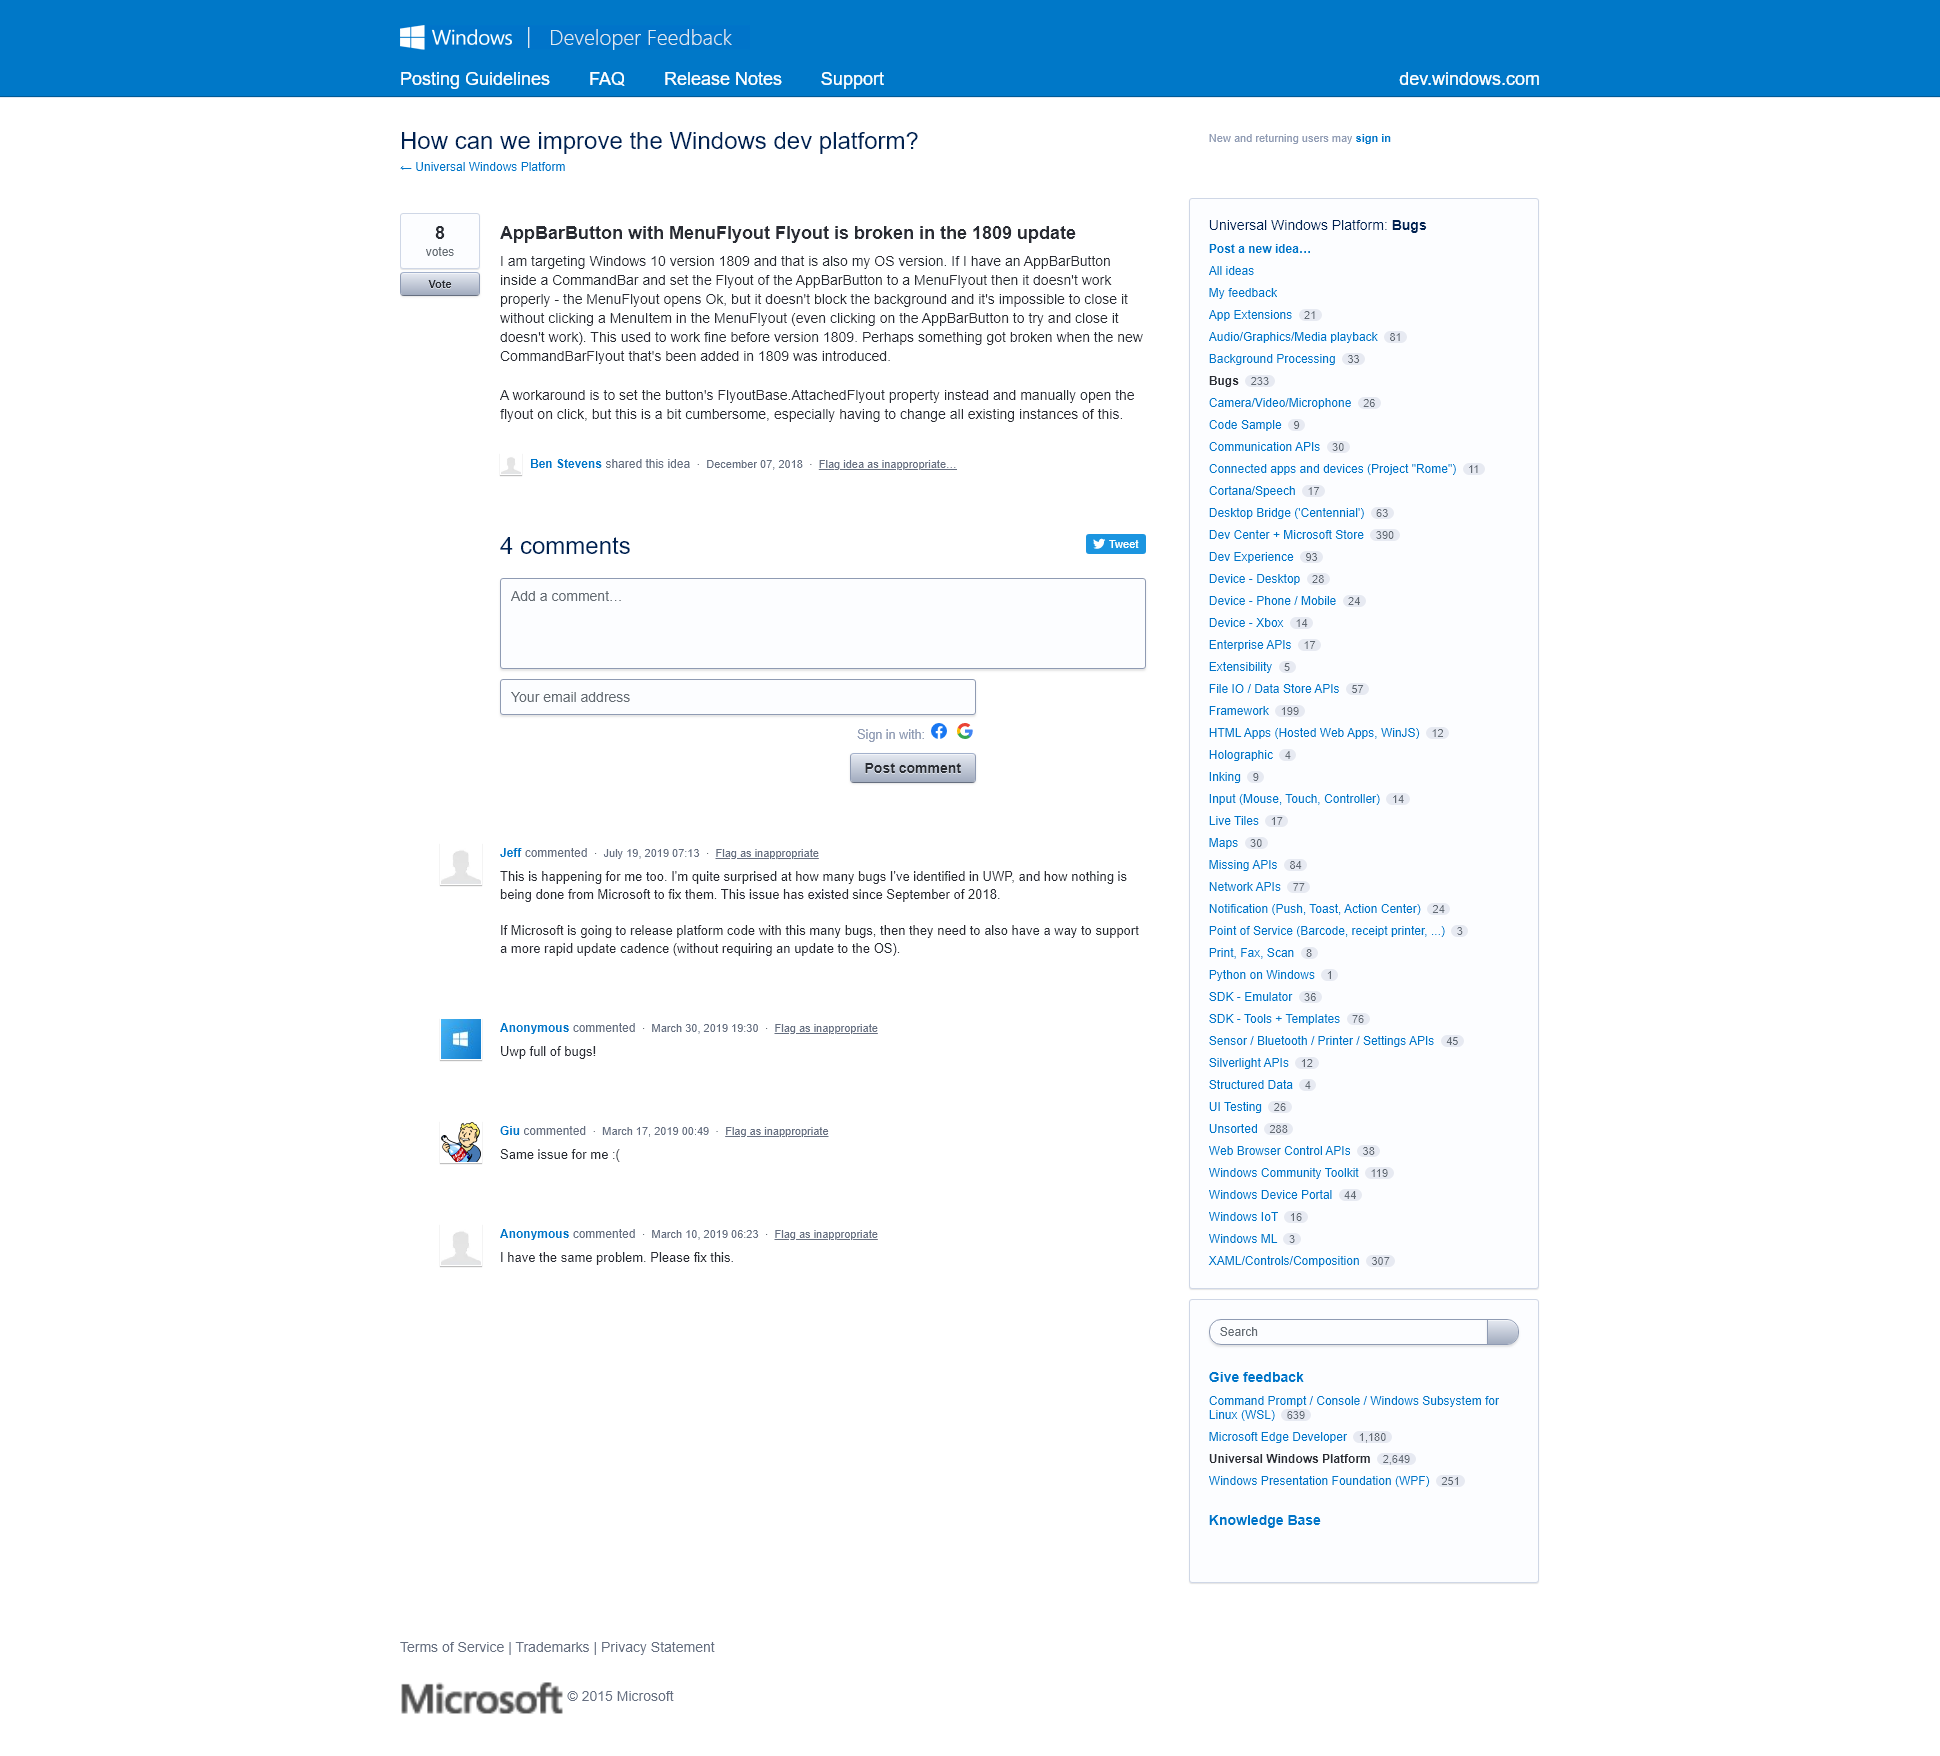 Windows | Developer Feedback
Posting Guidelines FAQ Release Notes Support dev.windows.com
How can we improve the Windows dev platform?
← Universal Windows Platform
New and returning users may sign in
8
votes
Vote
AppBarButton with MenuFlyout Flyout is broken in the 1809 update
I am targeting Windows 10 version 1809 and that is also my OS version. If I have an AppBarButton
inside a CommandBar and set the Flyout of the AppBarButton to a MenuFlyout then it doesn't work
properly - the MenuFlyout opens Ok, but it doesn't block the background and it's impossible to close it
without clicking a MenuItem in the MenuFlyout (even clicking on the AppBarButton to try and close it
doesn't work). This used to work fine before version 1809. Perhaps something got broken when the new
CommandBarFlyout that's been added in 1809 was introduced.
A workaround is to set the button's FlyoutBase.AttachedFlyout property instead and manually open the
flyout on click, but this is a bit cumbersome, especially having to change all existing instances of this.
Ben Stevens shared this idea · December 07, 2018 · Flag idea as inappropriate…
4 comments
Tweet
Add a comment…
Your email address
Sign in with:
Post comment
Jeff commented · July 19, 2019 07:13 · Flag as inappropriate
This is happening for me too. I'm quite surprised at how many bugs I've identified in UWP, and how nothing is
being done from Microsoft to fix them. This issue has existed since September of 2018.
If Microsoft is going to release platform code with this many bugs, then they need to also have a way to support
a more rapid update cadence (without requiring an update to the OS).
Anonymous commented · March 30, 2019 19:30 · Flag as inappropriate
Uwp full of bugs!
Giu commented · March 17, 2019 00:49 · Flag as inappropriate
Same issue for me :(
Anonymous commented · March 10, 2019 06:23 · Flag as inappropriate
I have the same problem. Please fix this.
Universal Windows Platform: Bugs
Post a new idea…
All ideas
My feedback
App Extensions 21
Audio/Graphics/Media playback 81
Background Processing 33
Bugs 233
Camera/Video/Microphone 26
Code Sample 9
Communication APIs 30
Connected apps and devices (Project "Rome") 11
Cortana/Speech 17
Desktop Bridge ('Centennial') 63
Dev Center + Microsoft Store 390
Dev Experience 93
Device - Desktop 28
Device - Phone / Mobile 24
Device - Xbox 14
Enterprise APIs 17
Extensibility 5
File IO / Data Store APIs 57
Framework 199
HTML Apps (Hosted Web Apps, WinJS) 12
Holographic 4
Inking 9
Input (Mouse, Touch, Controller) 14
Live Tiles 17
Maps 30
Missing APIs 84
Network APIs 77
Notification (Push, Toast, Action Center) 24
Point of Service (Barcode, receipt printer, ...) 3
Print, Fax, Scan 8
Python on Windows 1
SDK - Emulator 36
SDK - Tools + Templates 76
Sensor / Bluetooth / Printer / Settings APIs 45
Silverlight APIs 12
Structured Data 4
UI Testing 26
Unsorted 288
Web Browser Control APIs 38
Windows Community Toolkit 119
Windows Device Portal 44
Windows IoT 16
Windows ML 3
XAML/Controls/Composition 307
Search
Give feedback
Command Prompt / Console / Windows Subsystem for
Linux (WSL) 639
Microsoft Edge Developer 1,180
Universal Windows Platform 2,649
Windows Presentation Foundation (WPF) 251
Knowledge Base
Terms of Service | Trademarks | Privacy Statement
Microsoft © 2015 Microsoft